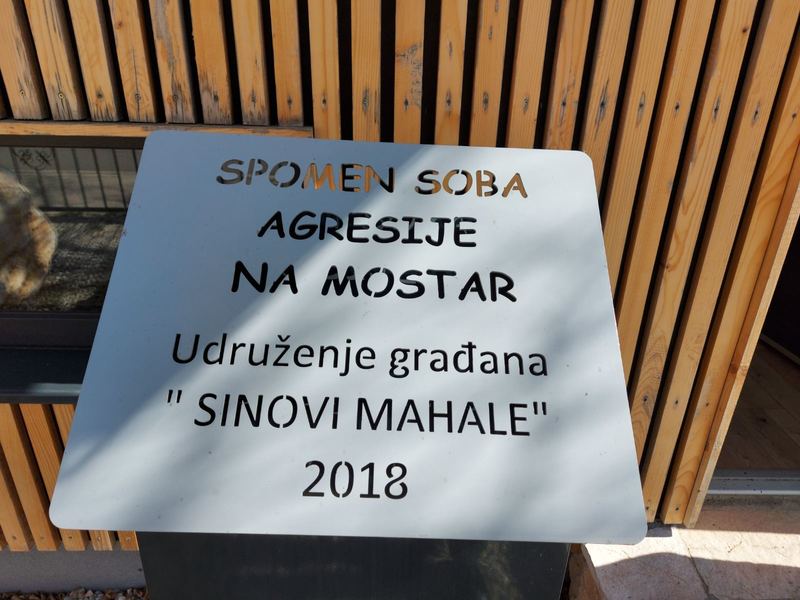 SPOMEN SOBA
AGRESIJE
NA MOSTAR
Udruženje građana
" SINOVI MAHALE"
2018